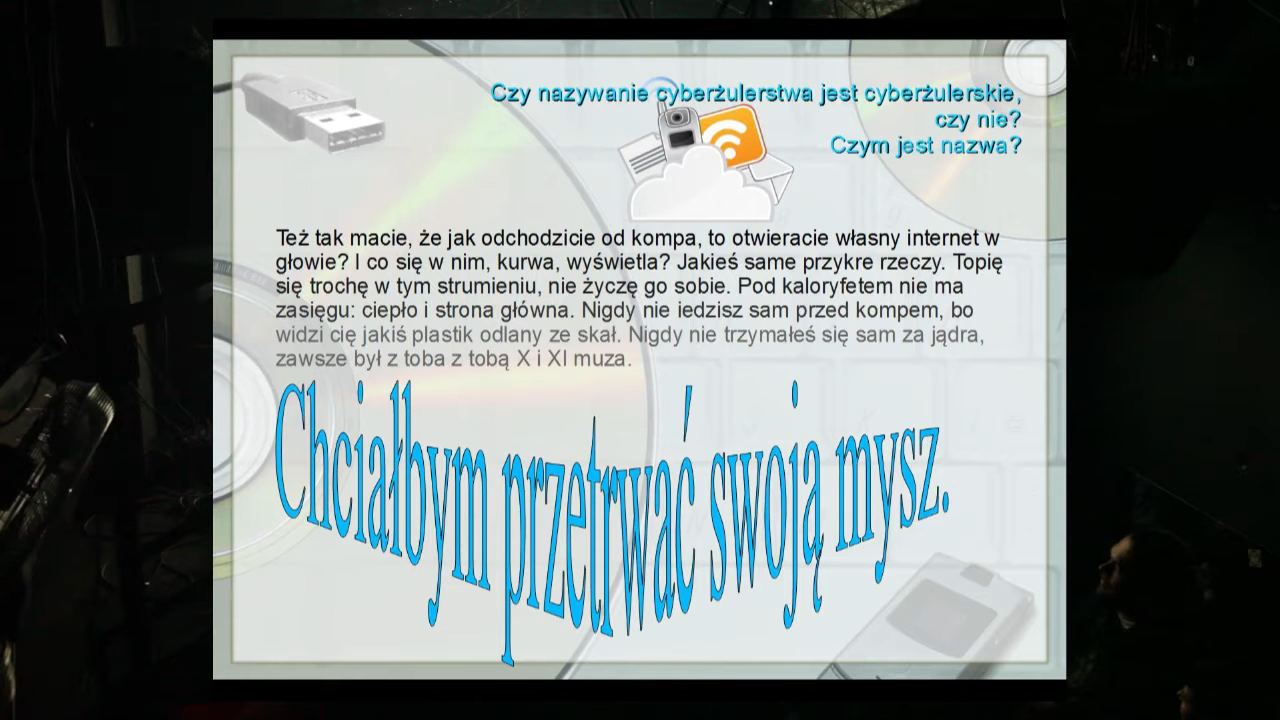 Czy nazywanie cyberżulerstwa jest cyberżulerskie,
czy nie?
Czym jest nazwa?
Też tak macie, że jak odchodzicie od kompa, to otwieracie własny internet w
głowie? I co się w nim, kurwa, wyświetla? Jakieś same przykre rzeczy. Topię
się trochę w tym strumieniu, nie życzę go sobie. Pod kaloryfetem nie ma
zasięgu: ciepło i strona główna. Nigdy nie iedzisz sam przed kompem, bo
widzi cię jakiś plastik odlany ze skał. Nigdy nie trzymałeś się sam za jądra,
zawsze był z toba z tobą X i XI muza.
Chciałbym przetrwać swoją mysz.